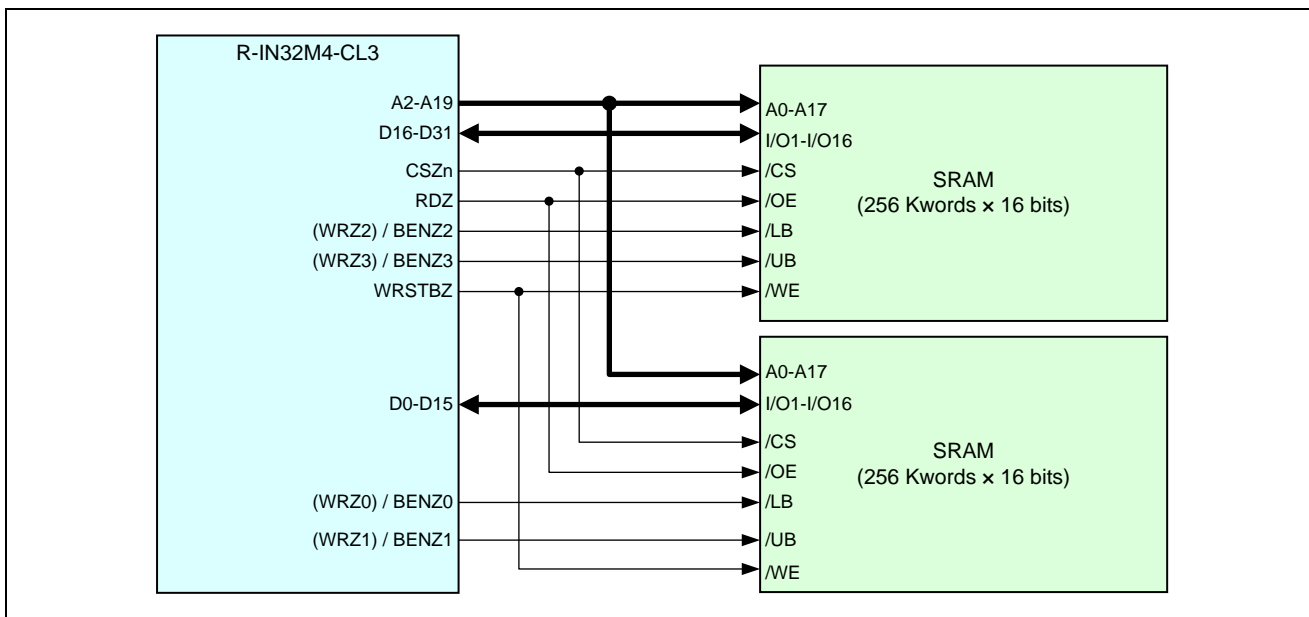 R-IN32M4-CL3
A2-A19
D16-D31
CSZn
RDZ
(WRZ2) / BENZ2
(WRZ3) / BENZ3
WRSTBZ
D0-D15
(WRZ0) / BENZ0
(WRZ1) / BENZ1
A0-A17
I/O1-I/O16
/CS
/OE
/LB
/UB
/WE
SRAM
(256 Kwords × 16 bits)
A0-A17
I/O1-I/O16
/CS
/OE
/LB
/UB
/WE
SRAM
(256 Kwords × 16 bits)